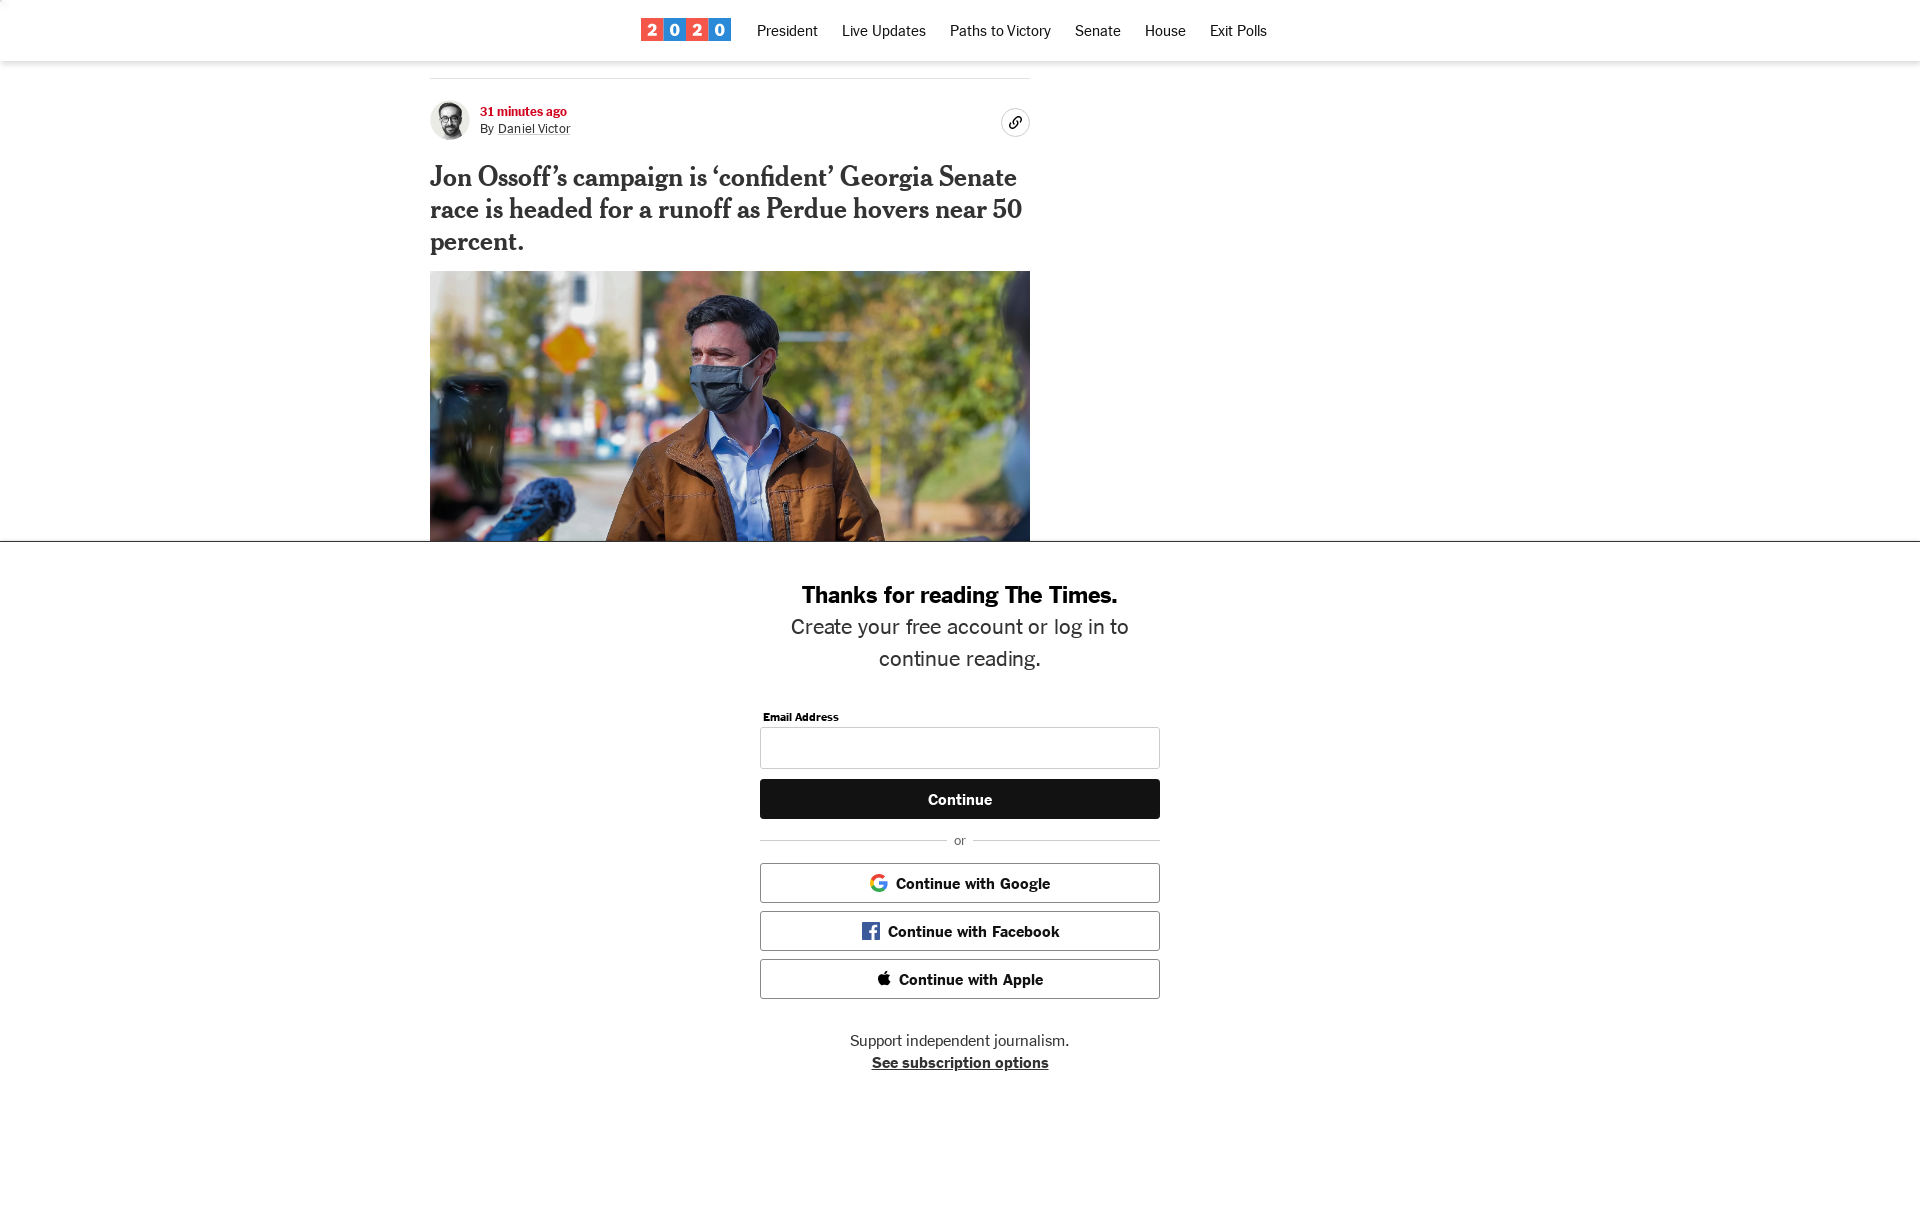 2020 President Live Updates Paths to Victory Senate House Exit Polls
31 minutes ago
By Daniel Victor
Jon Ossoff’s campaign is ‘confident’ Georgia Senate
race is headed for a runoff as Perdue hovers near 50
percent.
Thanks for reading The Times.
Create your free account or log in to
continue reading.
Email Address
Continue
or
Continue with Google
Continue with Facebook
Continue with Apple
Support independent journalism.
See subscription options